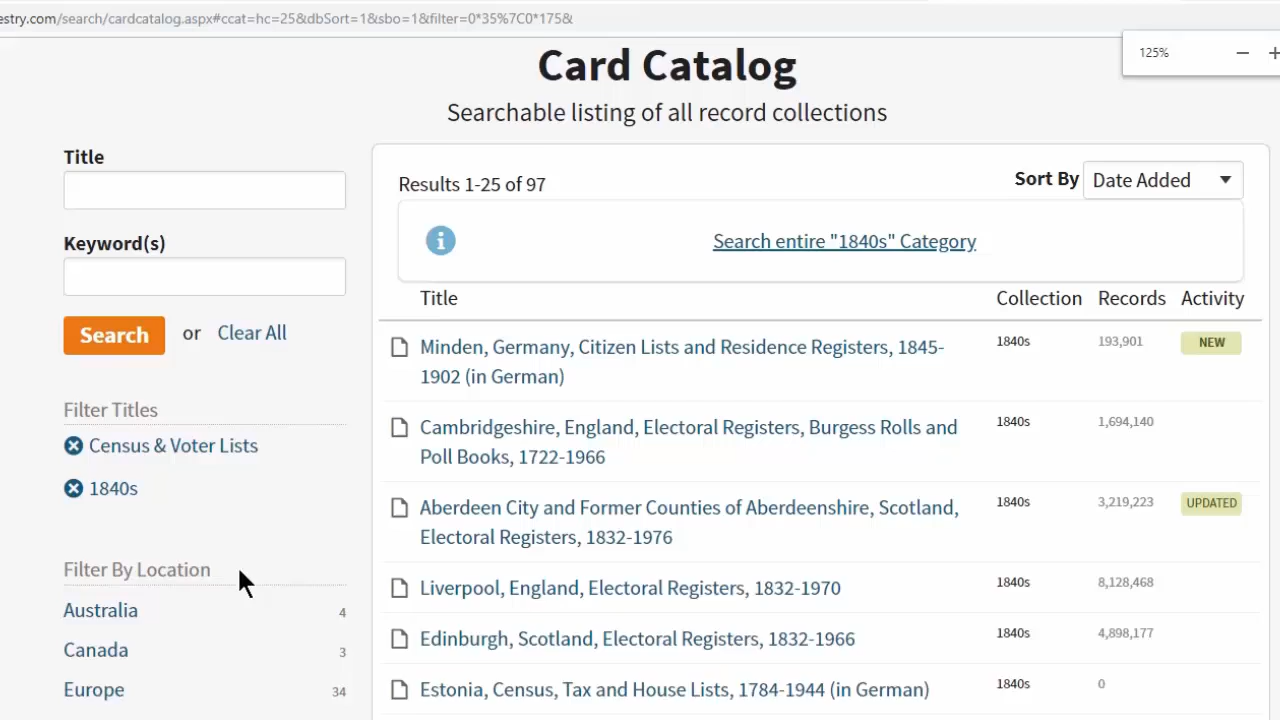 estry.com/search/cardcatalog.aspx#ccat=hc=25&dbSort=1&sbo=1&filter=0*35%7C0*175&
125%
Card Catalog
Searchable listing of all record collections
Title
Keyword(s)
Search or Clear All
Filter Titles
Census & Voter Lists
1840s
Filter By Location
Australia 4
Canada 3
Europe 34
Results 1-25 of 97
Sort By Date Added
Search entire "1840s" Category
Title Collection Records Activity
Minden, Germany, Citizen Lists and Residence Registers, 1845- 1840s 193,901 NEW
1902 (in German)
Cambridgeshire, England, Electoral Registers, Burgess Rolls and 1840s 1,694,140
Poll Books, 1722-1966
Aberdeen City and Former Counties of Aberdeenshire, Scotland, 1840s 3,219,223 UPDATED
Electoral Registers, 1832-1976
Liverpool, England, Electoral Registers, 1832-1970 1840s 8,128,468
Edinburgh, Scotland, Electoral Registers, 1832-1966 1840s 4,898,177
Estonia, Census, Tax and House Lists, 1784-1944 (in German) 1840s 0